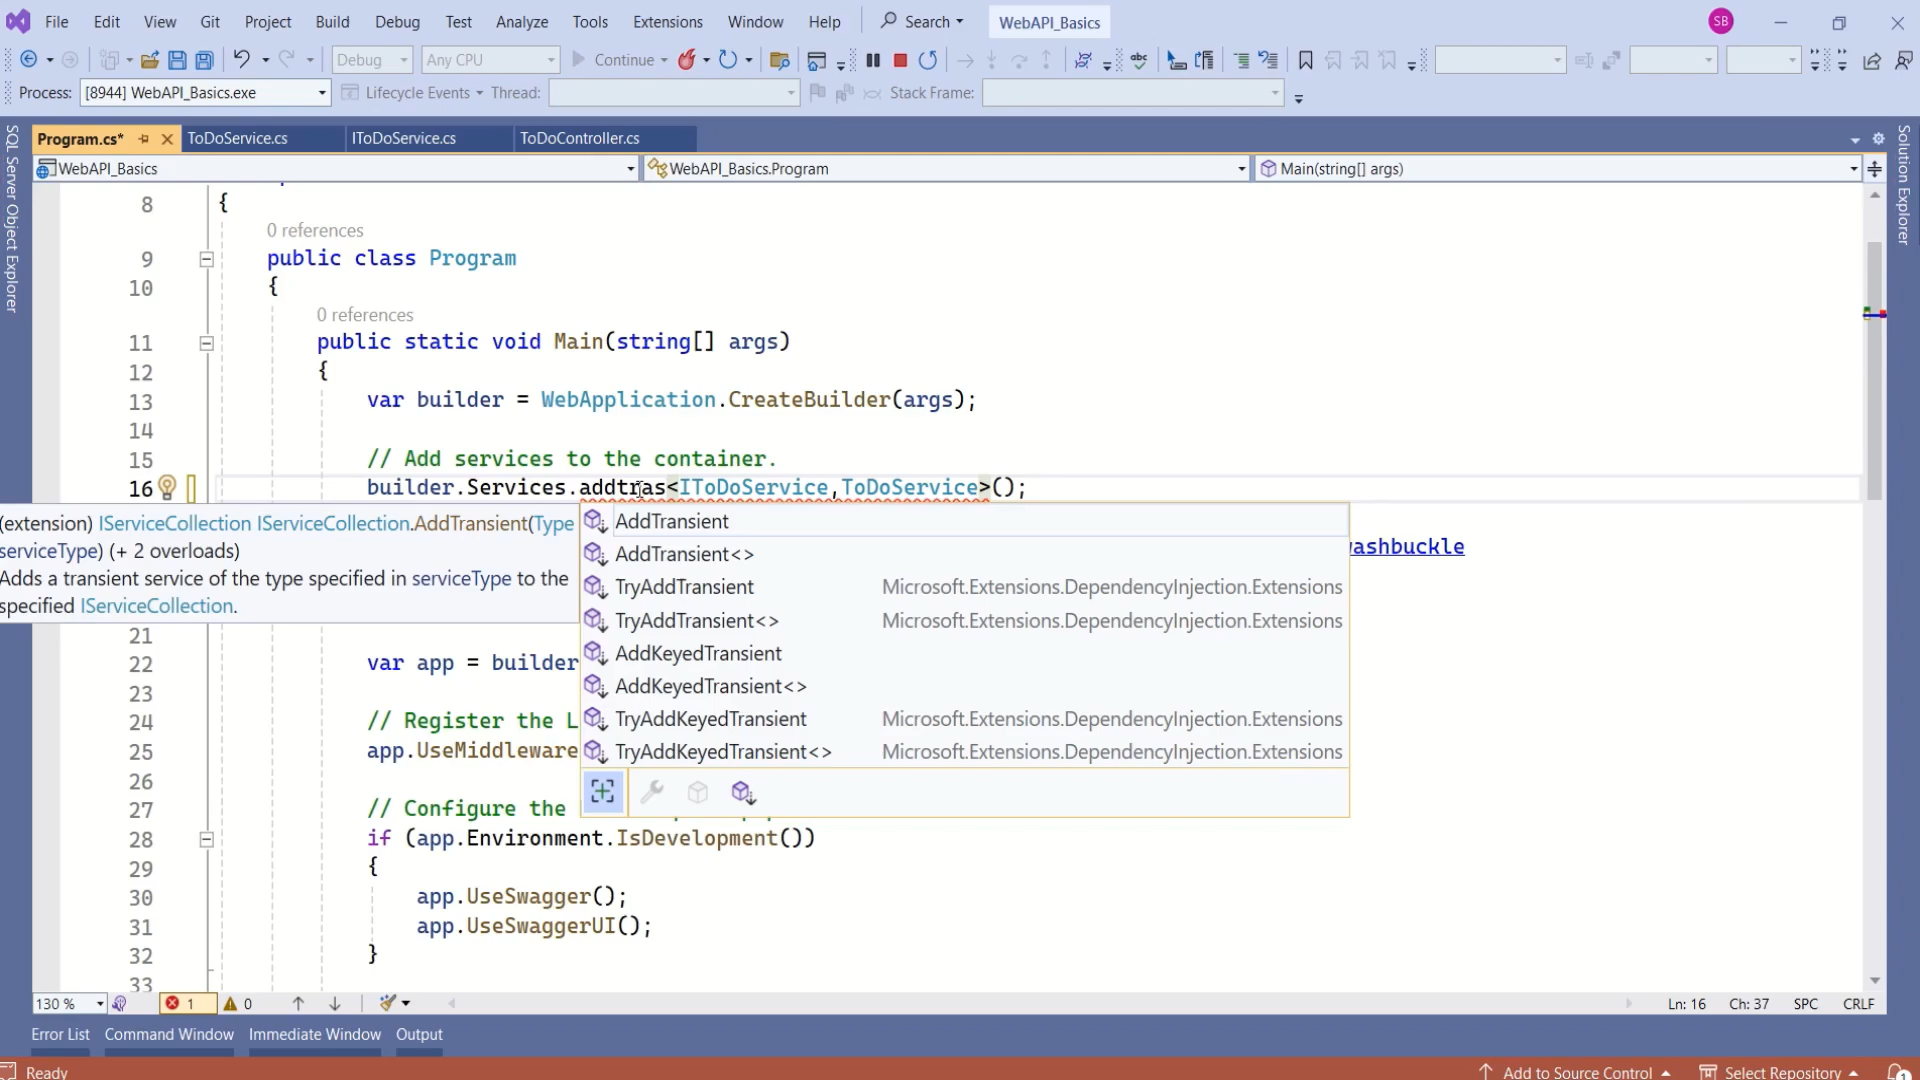 File Edit View Git Project Build Debug Test Analyze Tools Extensions Window Help Search WebAPI_Basics SB
Debug Any CPU Continue
Process: [8944] WebAPI_Basics.exe Lifecycle Events Thread: Stack Frame:
Program.cs* ToDoService.cs IToDoService.cs ToDoController.cs
WebAPI_Basics WebAPI_Basics.Program Main(string[] args)
SQL Server Object Explorer
Solution Explorer
8 {
0 references
9 public class Program
10 {
0 references
11 public static void Main(string[] args)
12 {
13 var builder = WebApplication.CreateBuilder(args);
14
15 // Add services to the container.
16 builder.Services.addtras<IToDoService,ToDoService>();
(extension) IServiceCollection IServiceCollection.AddTransient(Type
serviceType) (+ 2 overloads)
Adds a transient service of the type specified in serviceType to the
specified IServiceCollection.
AddTransient
AddTransient<>
TryAddTransient Microsoft.Extensions.DependencyInjection.Extensions
TryAddTransient<> Microsoft.Extensions.DependencyInjection.Extensions
AddKeyedTransient
AddKeyedTransient<>
TryAddKeyedTransient Microsoft.Extensions.DependencyInjection.Extensions
TryAddKeyedTransient<> Microsoft.Extensions.DependencyInjection.Extensions
ashbuckle
21
22 var app = builder
23
24 // Register the L
25 app.UseMiddleware
26
27 // Configure the
28 if (app.Environment.IsDevelopment())
29 {
30 app.UseSwagger();
31 app.UseSwaggerUI();
32 }
33
130 % 1 0 Ln: 16 Ch: 37 SPC CRLF
Error List Command Window Immediate Window Output
Ready Add to Source Control Select Repository 1